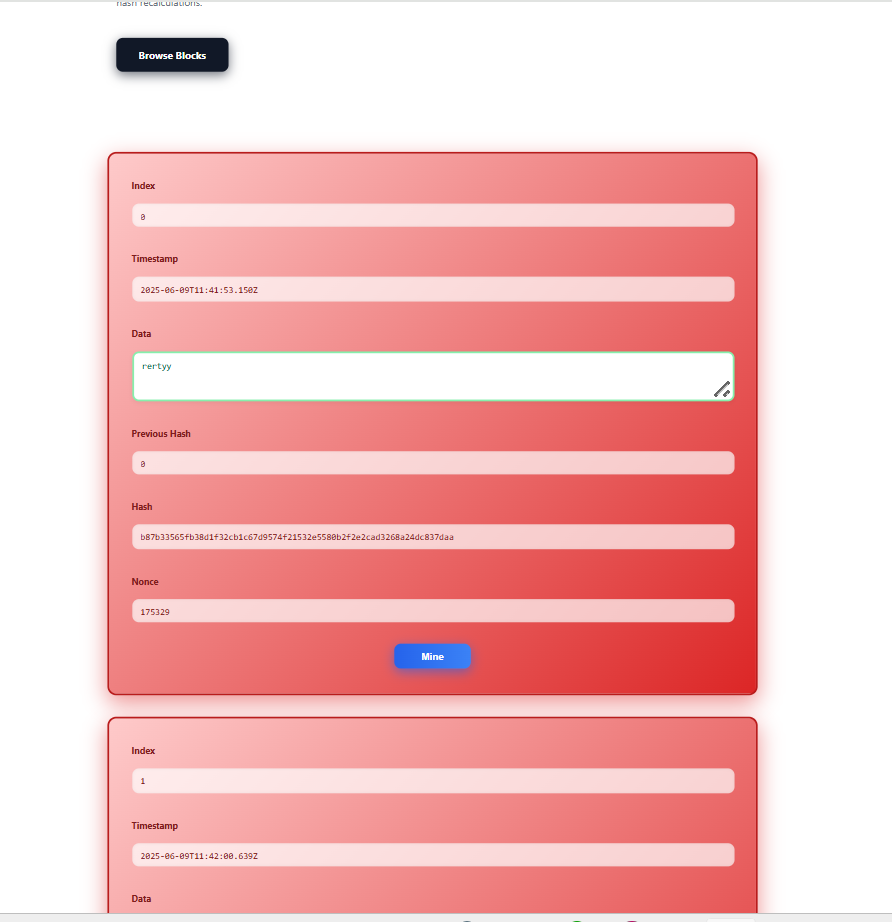 hash recalculations.
Browse Blocks
Index
0
Timestamp
2025-06-09T11:41:53.150Z
Data
rertyy
Previous Hash
0
Hash
b87b33565fb38d1f32cb1c67d9574f21532e5580b2f2e2cad3268a24dc837daa
Nonce
175329
Mine
Index
1
Timestamp
2025-06-09T11:42:00.639Z
Data